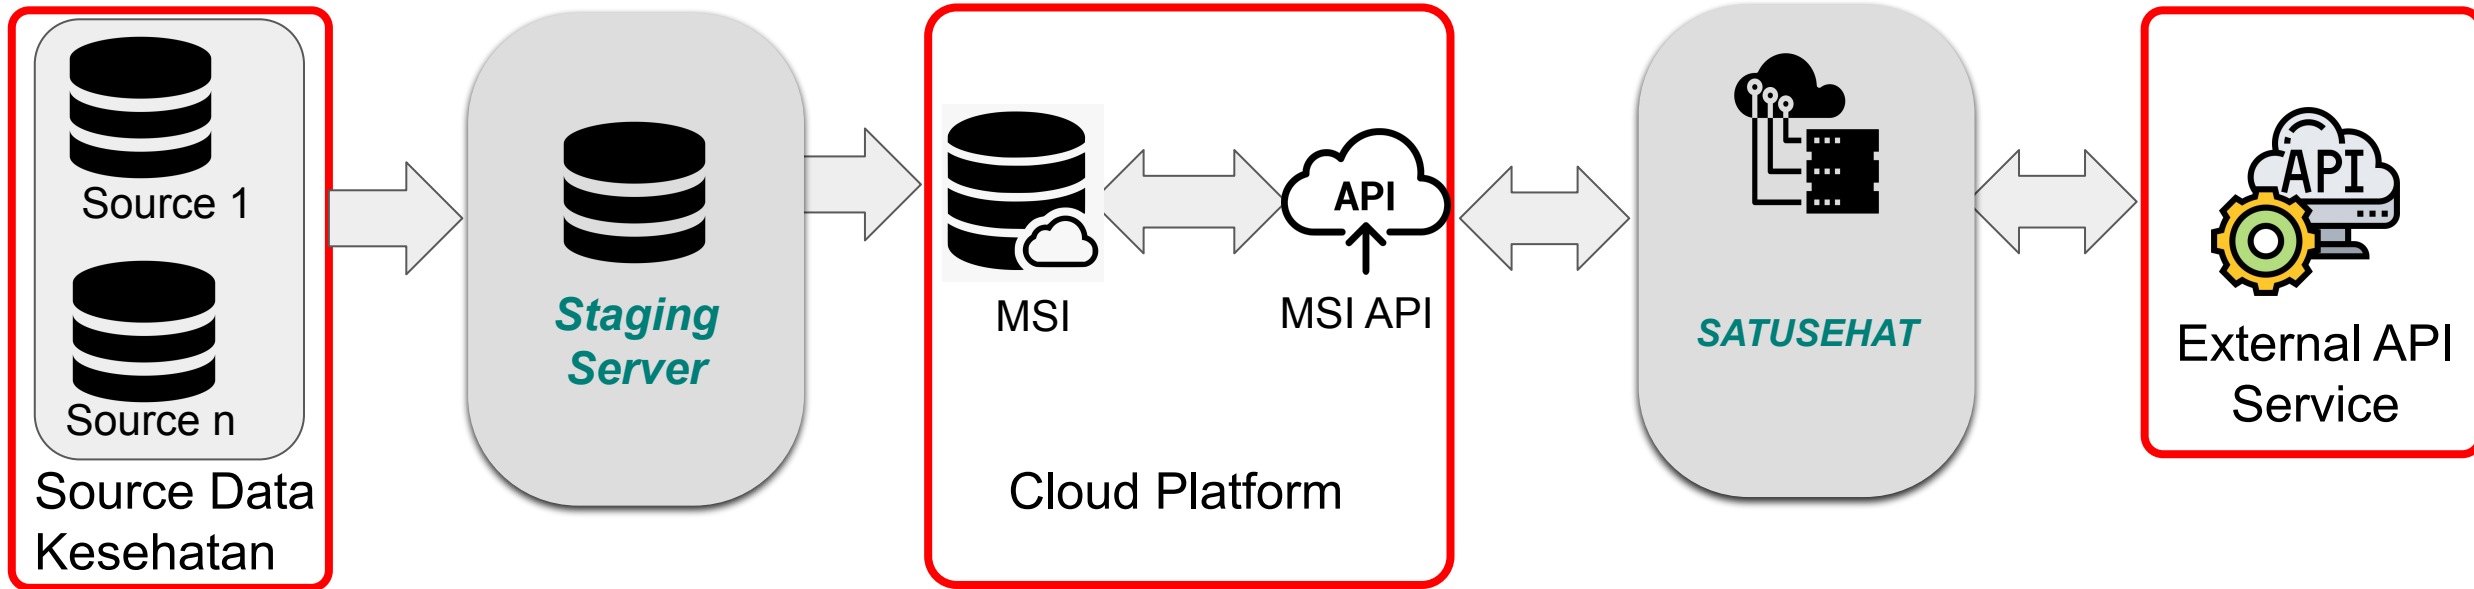 Source 1
Source n
Source Data
Kesehatan
Staging
Server
MSI
API
MSI API
Cloud Platform
SATUSEHAT
API
External API
Service